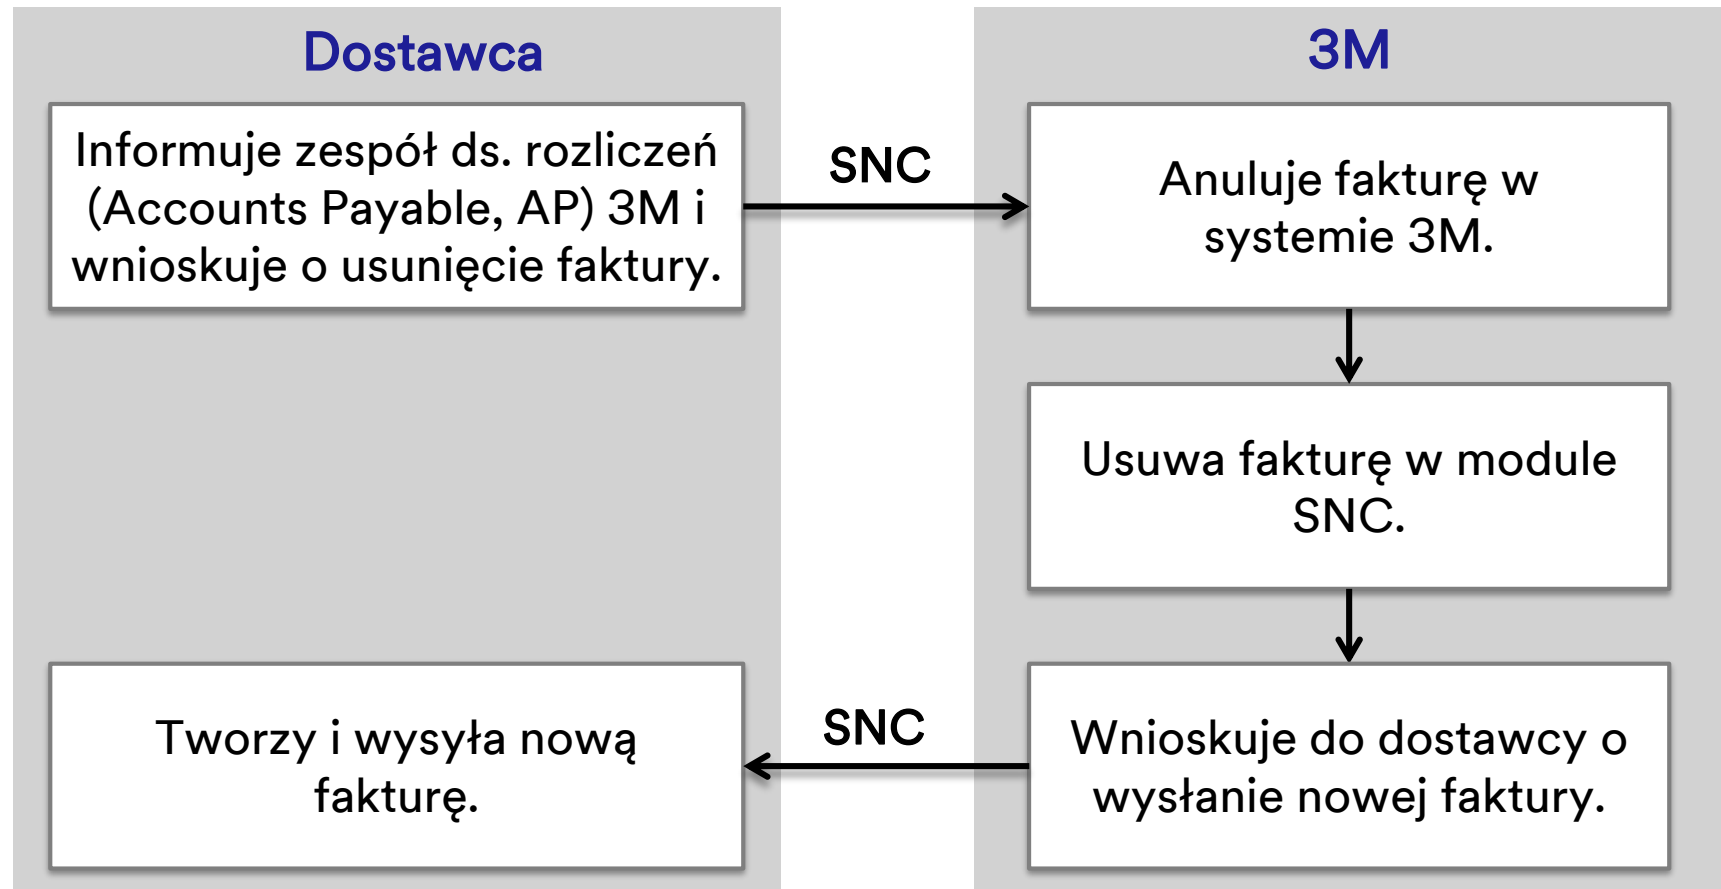 Dostawca
3M
Informuje zespół ds. rozliczeń
(Accounts Payable, AP) 3M i
wnioskuje o usunięcie faktury.
SNC
Anuluje fakturę w
systemie 3M.
Usuwa fakturę w module
SNC.
Wnioskuje do dostawcy o
wysłanie nowej faktury.
SNC
Tworzy i wysyła nową
fakturę.